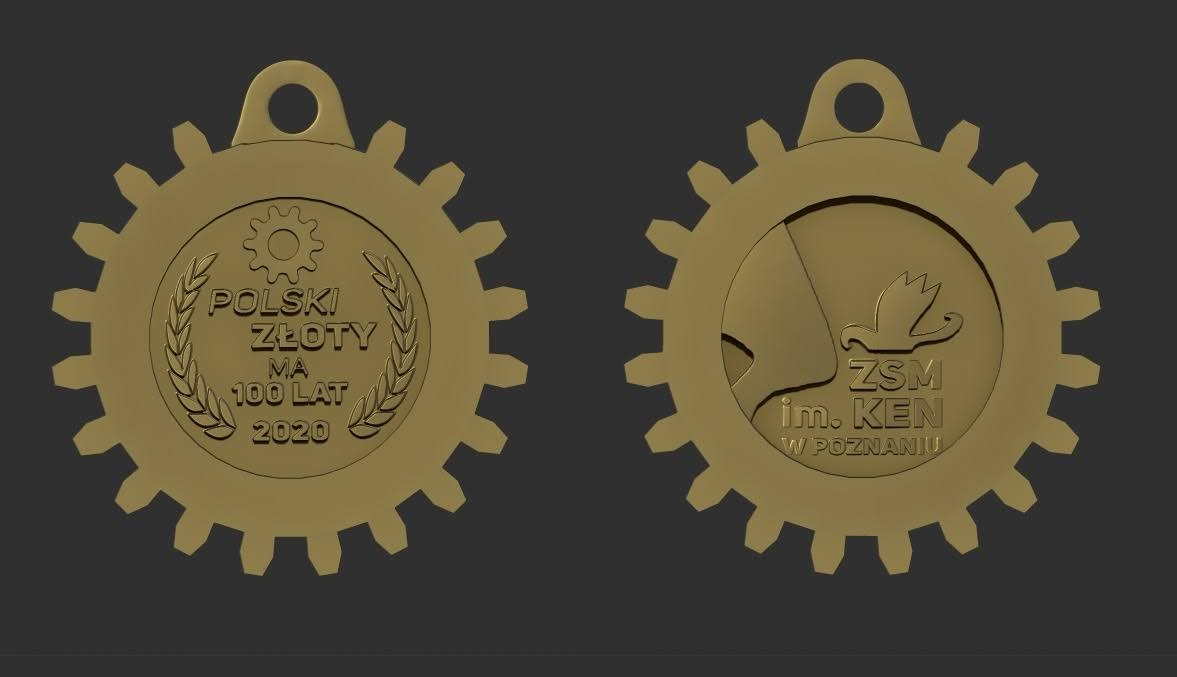 POLSKI
ZŁOTY
MA
100 LAT
2020
ZSM
im. KEN
W POZNANIU